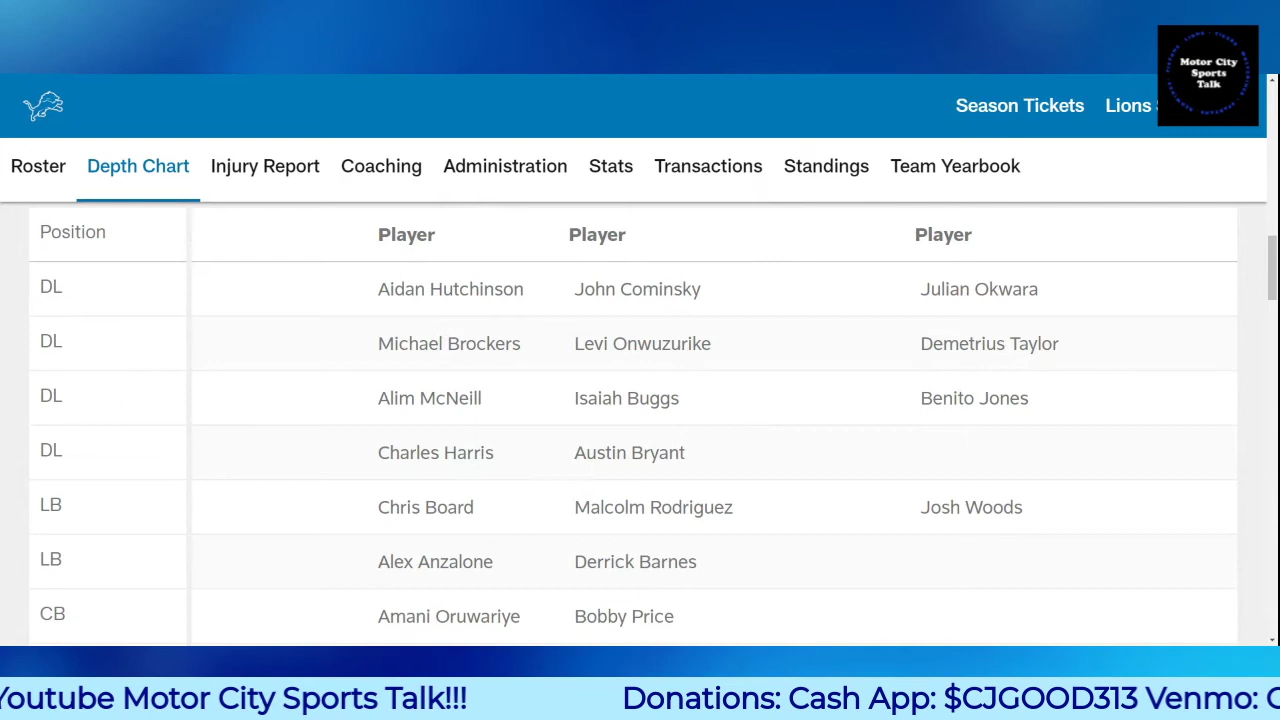 Motor City
Sports
Talk
Season Tickets Lions
Roster Depth Chart Injury Report Coaching Administration Stats Transactions Standings Team Yearbook
Position Player Player Player
DL Aidan Hutchinson John Cominsky Julian Okwara
DL Michael Brockers Levi Onwuzurike Demetrius Taylor
DL Alim McNeill Isaiah Buggs Benito Jones
DL Charles Harris Austin Bryant
LB Chris Board Malcolm Rodriguez Josh Woods
LB Alex Anzalone Derrick Barnes
CB Amani Oruwariye Bobby Price
Youtube Motor City Sports Talk!!! Donations: Cash App: $CJGOOD313 Venmo: